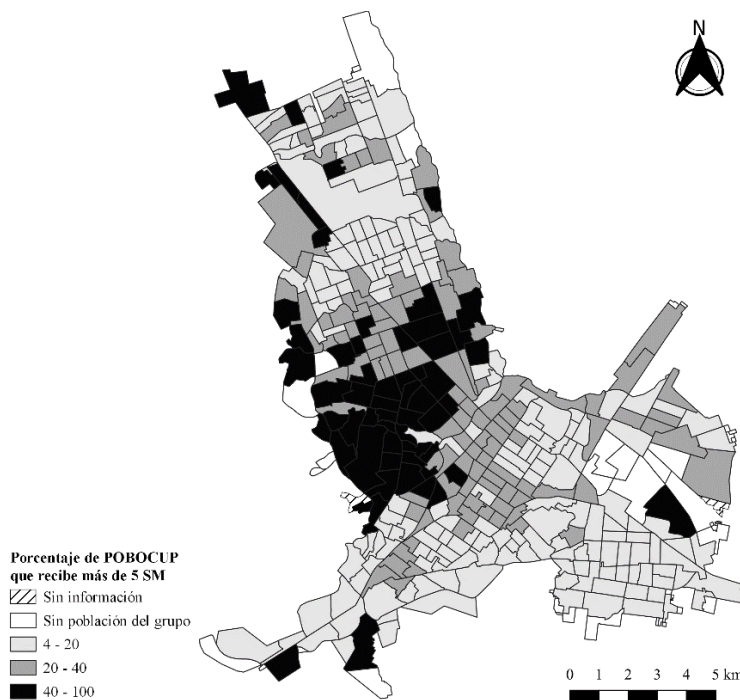 N
Porcentaje de POBOCUP
que recibe más de 5 SM
Sin información
Sin población del grupo
4 - 20
20 - 40
40 - 100
0 1 2 3 4 5 km